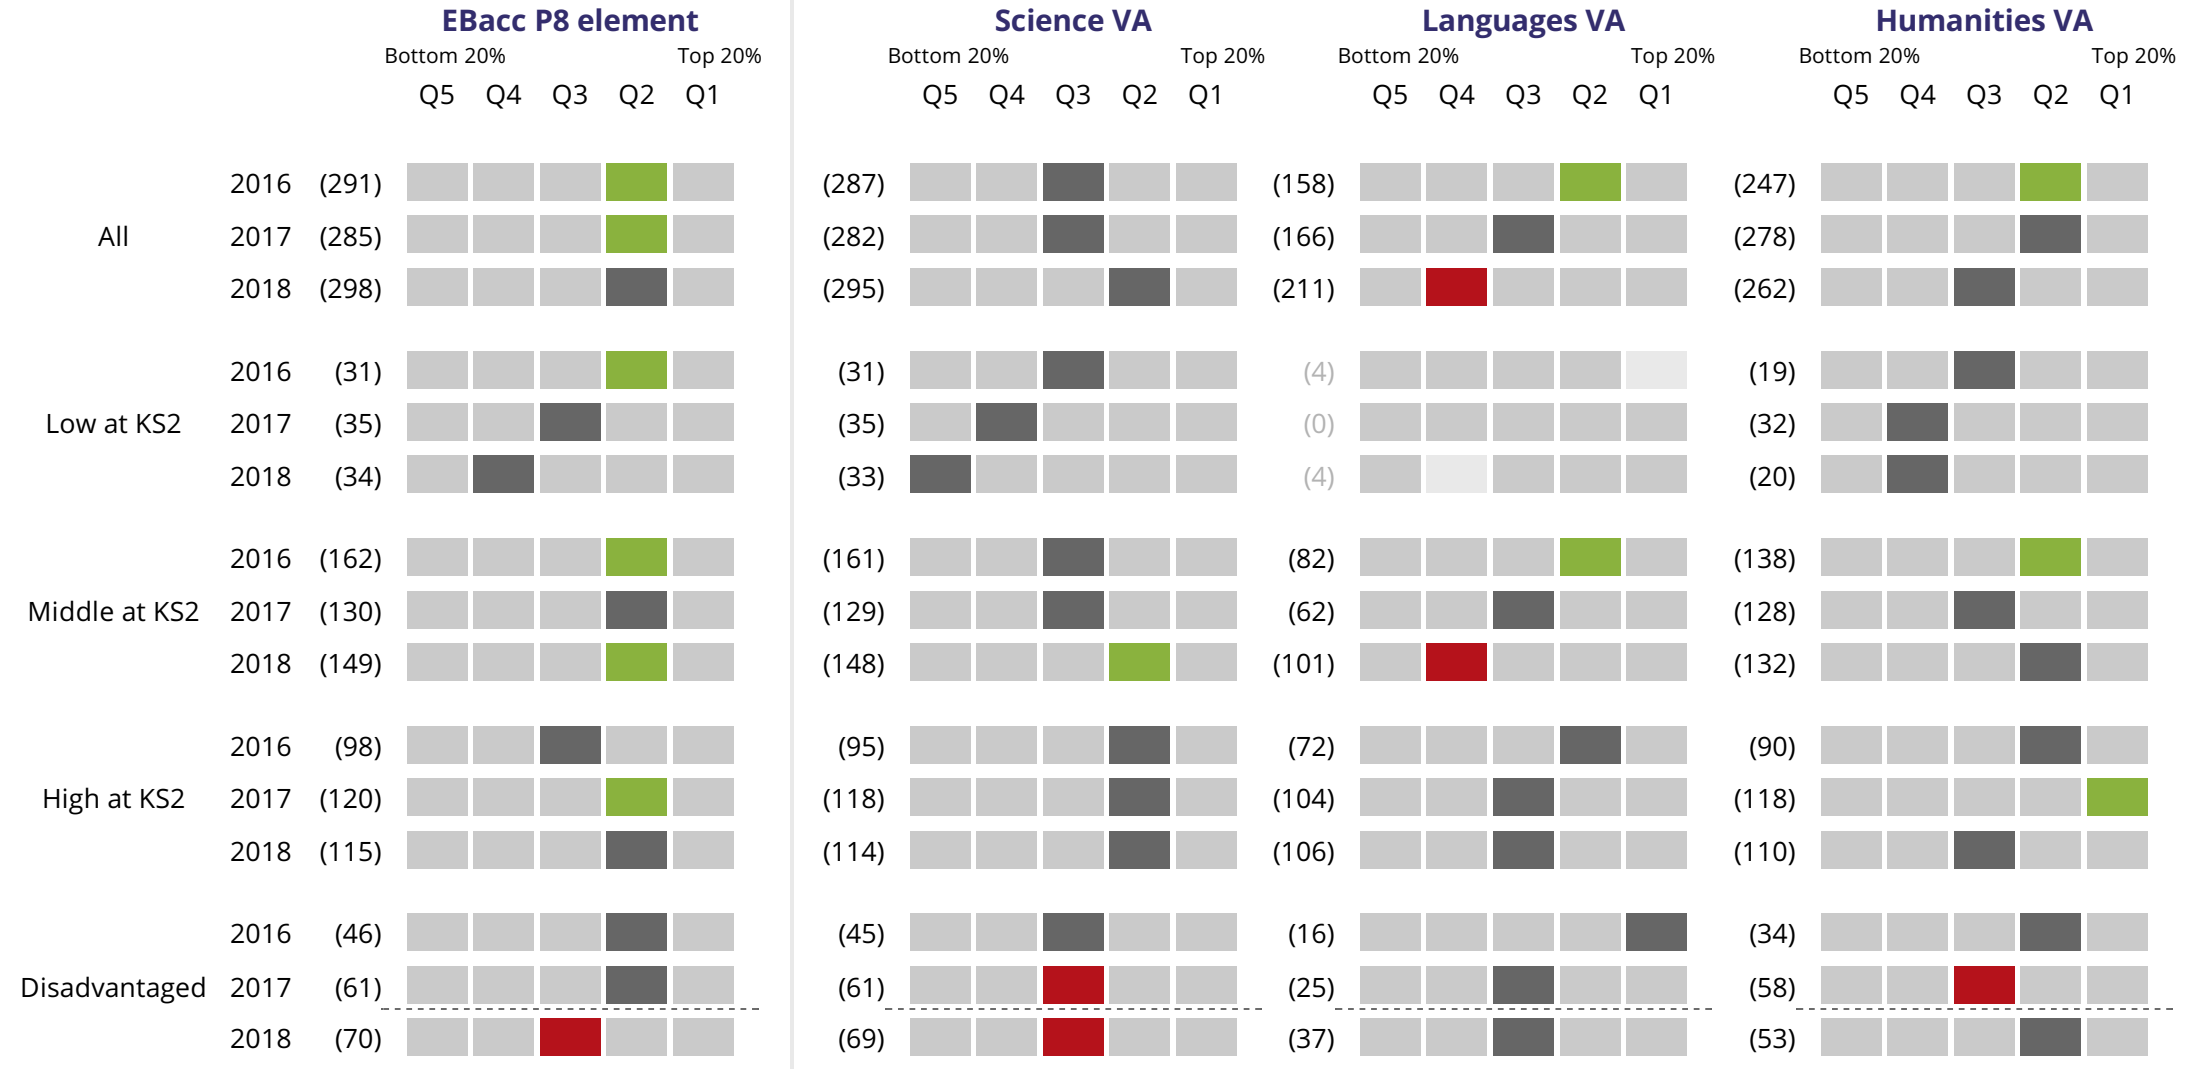 EBacc P8 element Science VA Languages VA Humanities VA
Bottom 20% Top 20% Bottom 20% Top 20% Bottom 20% Top 20% Bottom 20% Top 20%
Q5 Q4 Q3 Q2 Q1 Q5 Q4 Q3 Q2 Q1 Q5 Q4 Q3 Q2 Q1 Q5 Q4 Q3 Q2 Q1
2016 (291) (287) (158) (247)
All 2017 (285) (282) (166) (278)
2018 (298) (295) (211) (262)
2016 (31) (31) (4) (19)
Low at KS2 2017 (35) (35) (0) (32)
2018 (34) (33) (4) (20)
2016 (162) (161) (82) (138)
Middle at KS2 2017 (130) (129) (62) (128)
2018 (149) (148) (101) (132)
2016 (98) (95) (72) (90)
High at KS2 2017 (120) (118) (104) (118)
2018 (115) (114) (106) (110)
2016 (46) (45) (16) (34)
Disadvantaged 2017 (61) (61) (25) (58)
2018 (70) (69) (37) (53)